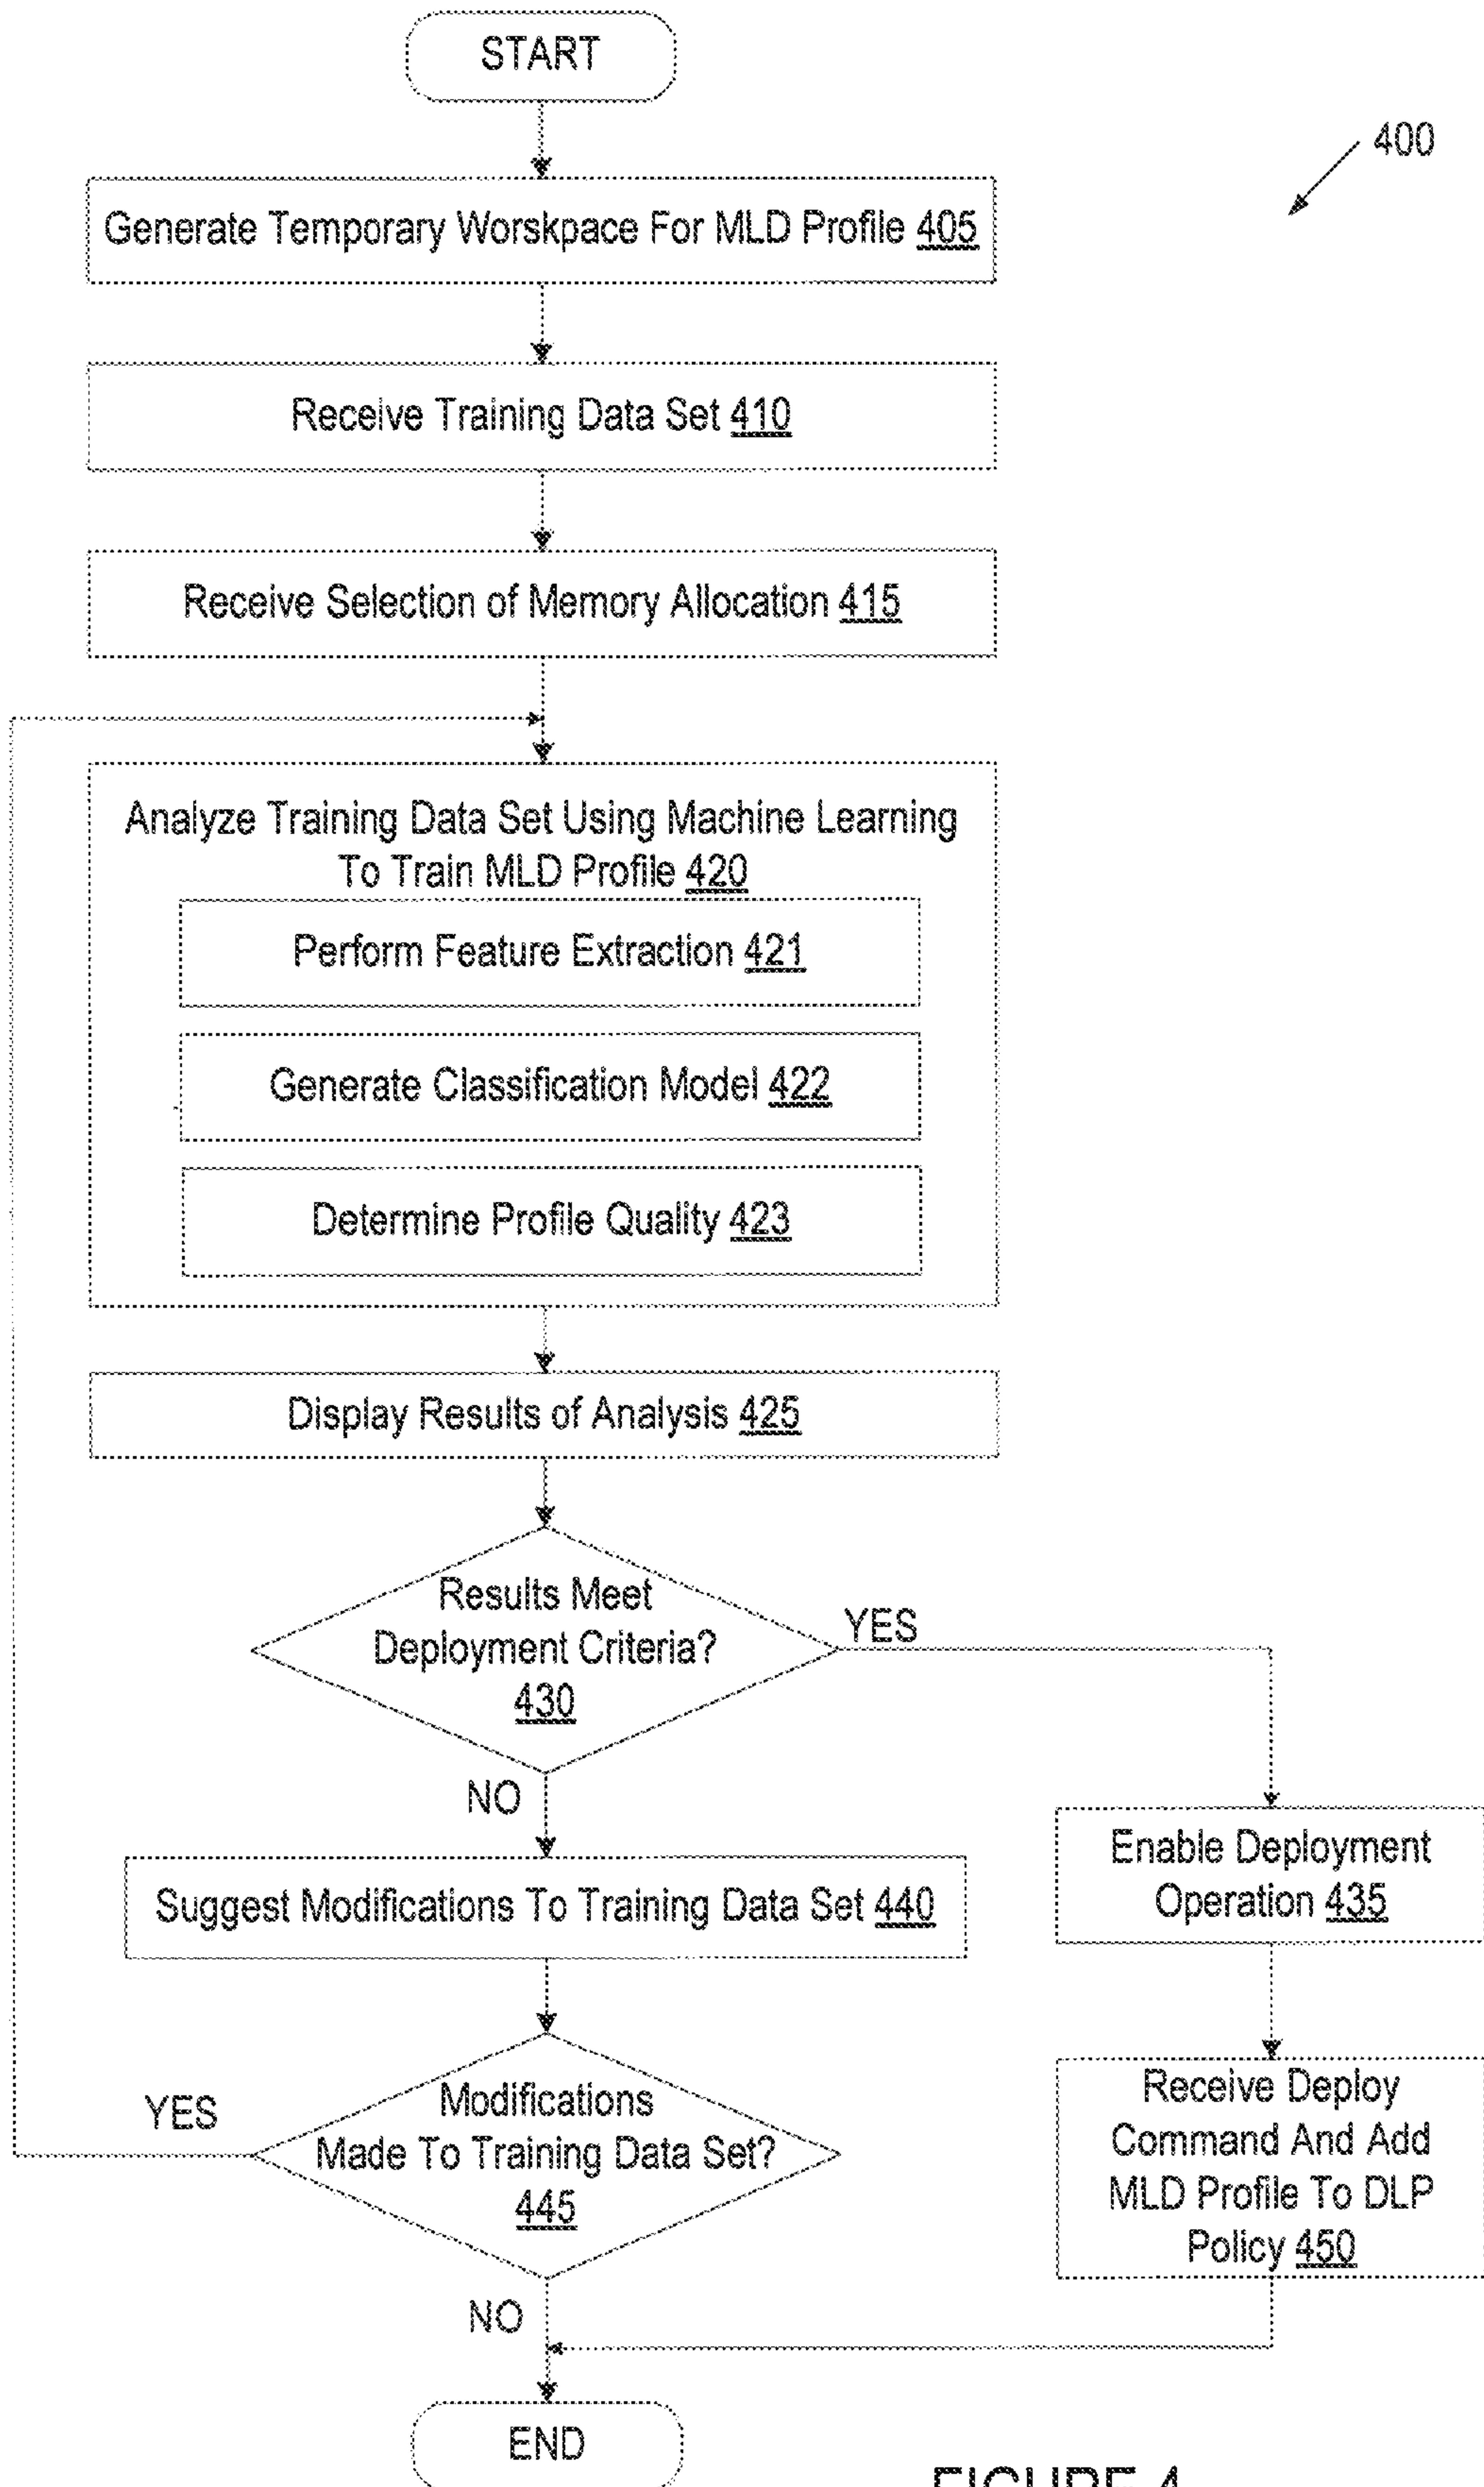 START
400
Generate Temporary Worskpace For MLD Profile 405
Receive Training Data Set 410
Receive Selection of Memory Allocation 415
Analyze Training Data Set Using Machine Learning
To Train MLD Profile 420
Perform Feature Extraction 421
Generate Classification Model 422
Determine Profile Quality 423
Display Results of Analysis 425
Results Meet
Deployment Criteria?
430
YES
NO
Enable Deployment
Operation 435
Suggest Modifications To Training Data Set 440
Modifications
Made To Training Data Set?
445
YES
NO
Receive Deploy
Command And Add
MLD Profile To DLP
Policy 450
END
FIGURE 4